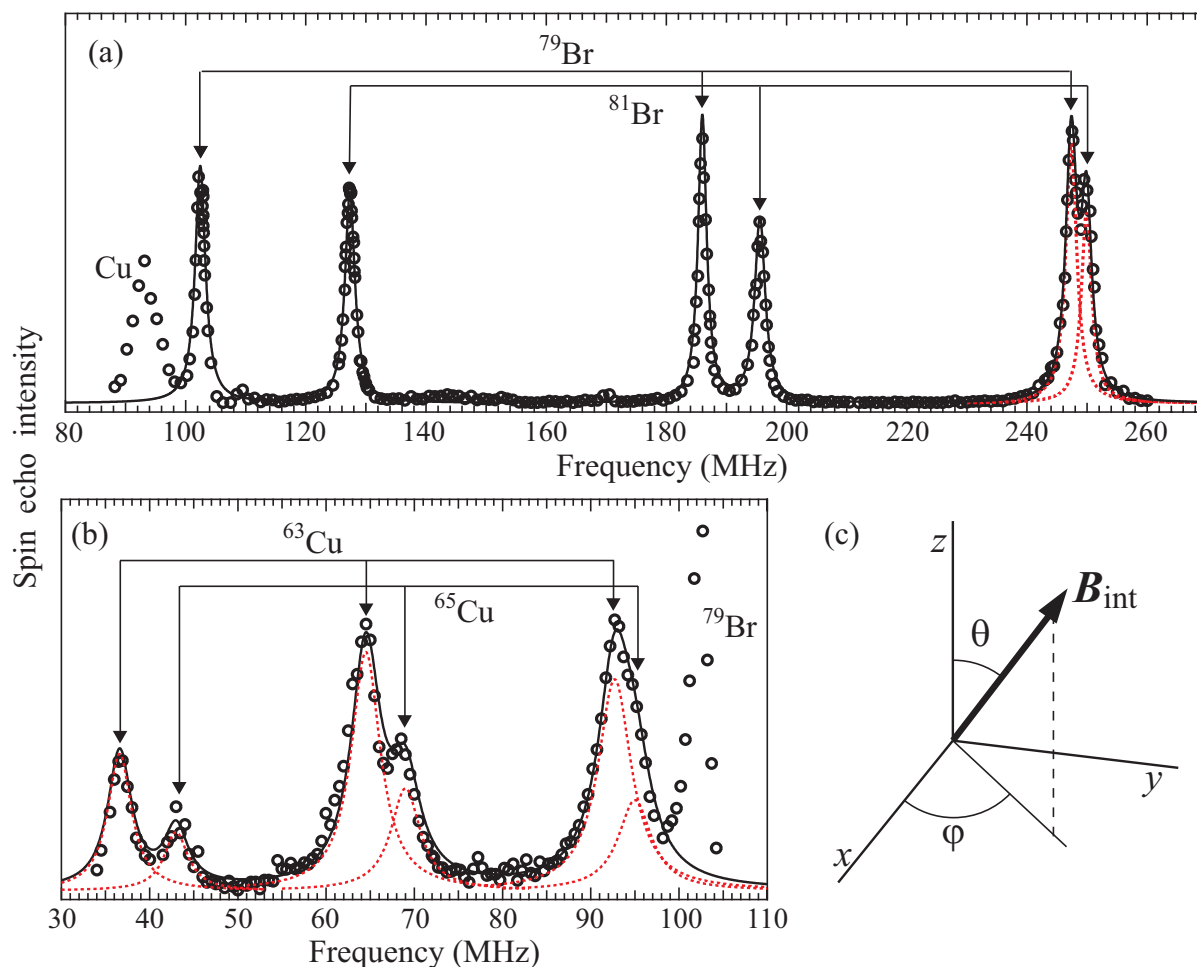 (a)
⁷⁹Br
⁸¹Br
Cu
80 100 120 140 160 180 200 220 240 260
Frequency (MHz)
Spin echo intensity
(b)
⁶³Cu
⁶⁵Cu
⁷⁹Br
30 40 50 60 70 80 90 100 110
Frequency (MHz)
(c)
z
B_int
θ
y
φ
x